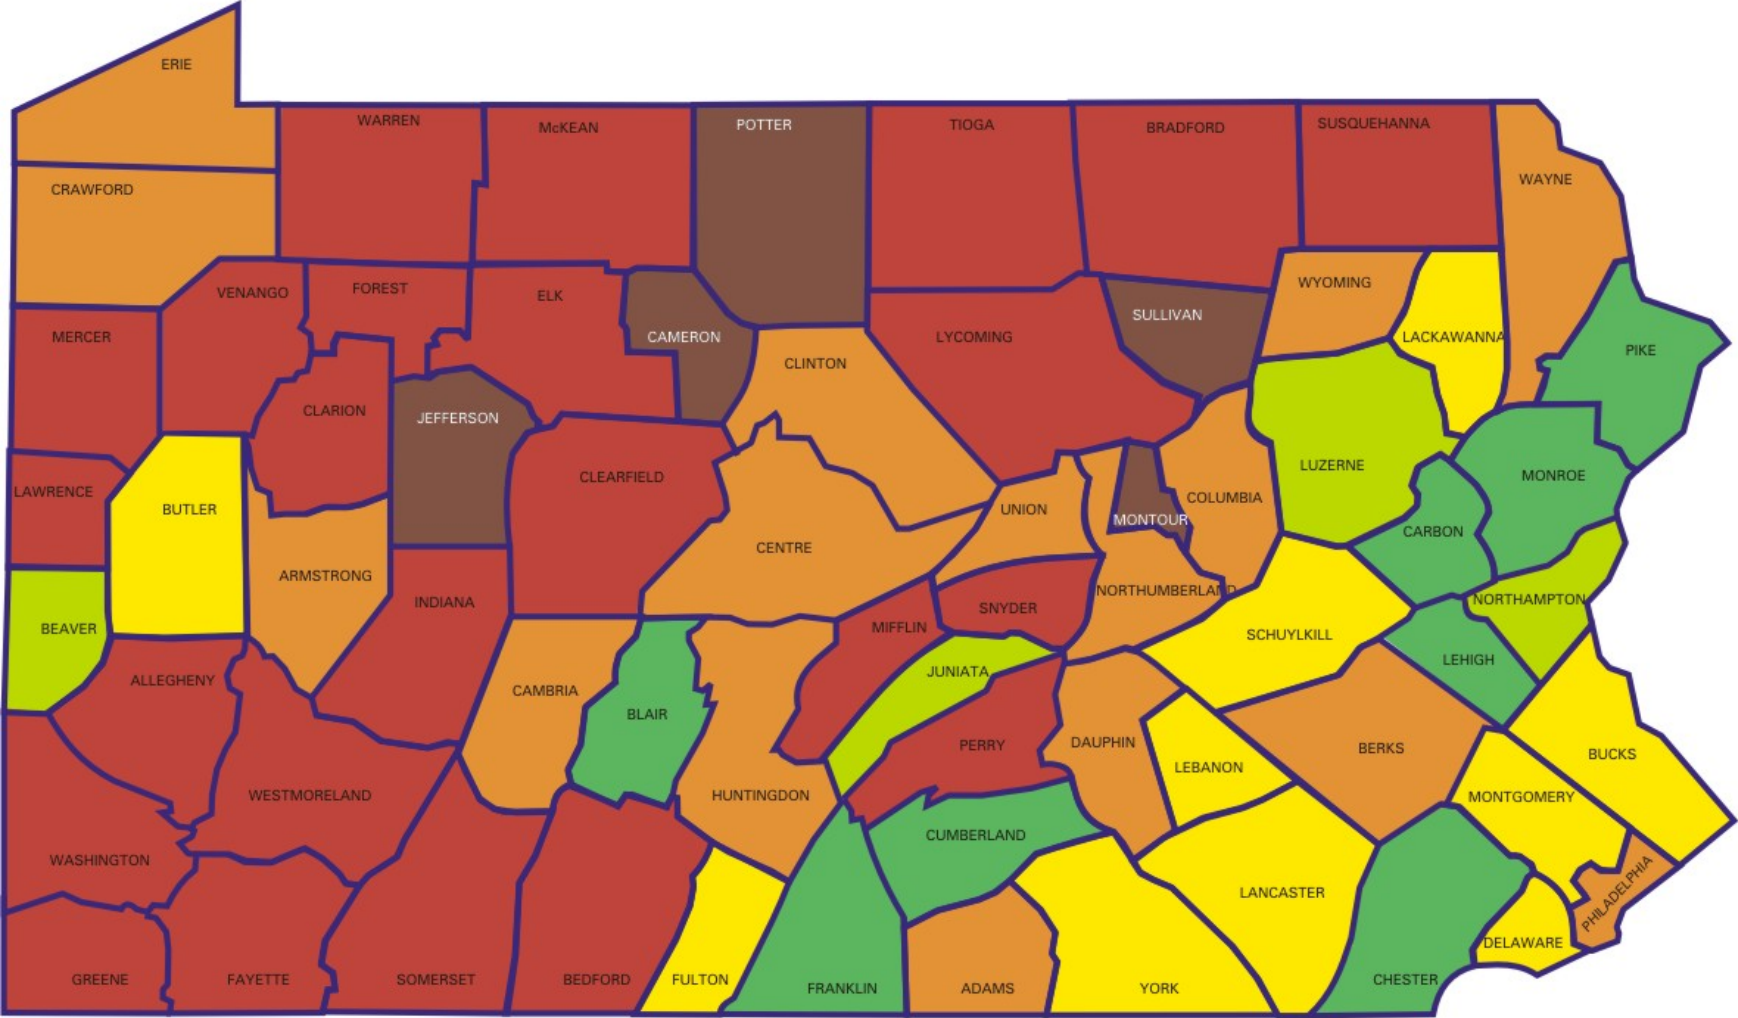 ERIE
WARREN
McKEAN
POTTER
TIOGA
BRADFORD
SUSQUEHANNA
WAYNE
CRAWFORD
VENANGO
FOREST
ELK
WYOMING
SULLIVAN
MERCER
CAMERON
LYCOMING
LACKAWANNA
PIKE
CLINTON
CLARION
JEFFERSON
LUZERNE
MONROE
CLEARFIELD
LAWRENCE
COLUMBIA
BUTLER
UNION
MONTOUR
CARBON
CENTRE
ARMSTRONG
NORTHUMBERLAND
NORTHAMPTON
INDIANA
SNYDER
BEAVER
MIFFLIN
SCHUYLKILL
LEHIGH
JUNIATA
ALLEGHENY
CAMBRIA
BLAIR
PERRY
DAUPHIN
BERKS
BUCKS
LEBANON
WESTMORELAND
HUNTINGDON
MONTGOMERY
CUMBERLAND
WASHINGTON
LANCASTER
PHILADELPHIA
DELAWARE
GREENE
FAYETTE
SOMERSET
BEDFORD
FULTON
FRANKLIN
ADAMS
YORK
CHESTER